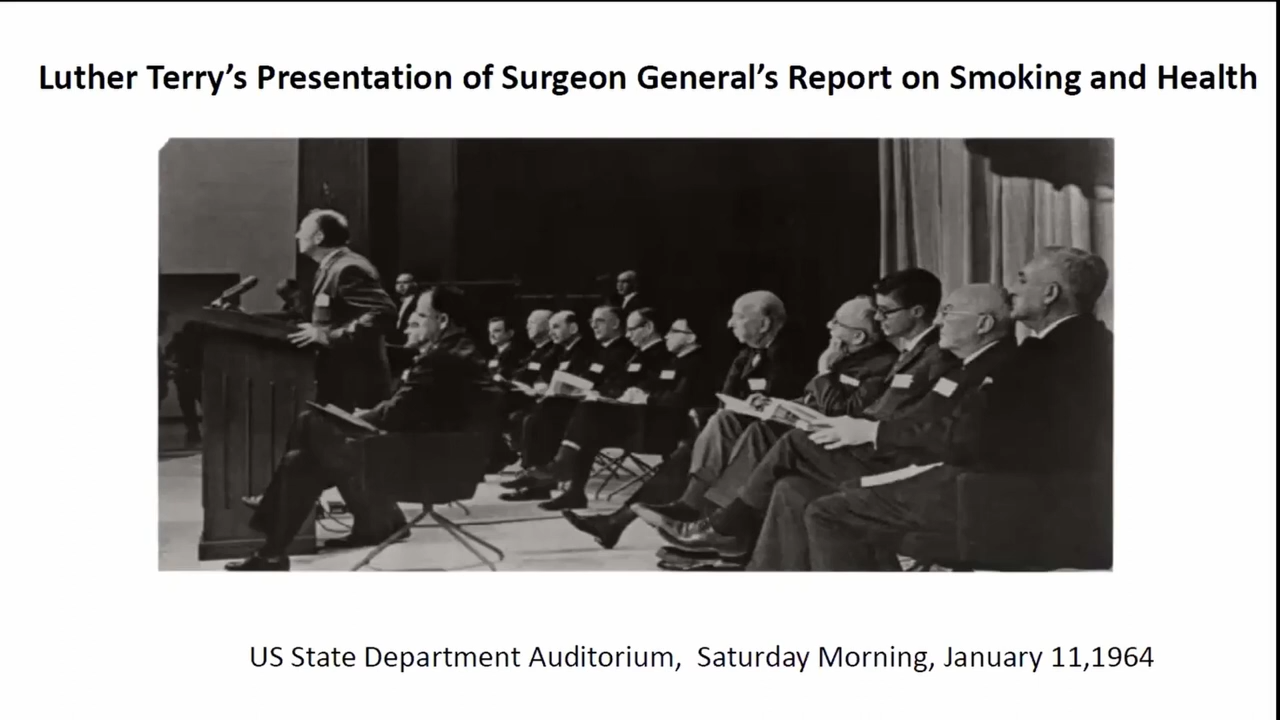 Luther Terry’s Presentation of Surgeon General’s Report on Smoking and Health
US State Department Auditorium,  Saturday Morning, January 11,1964